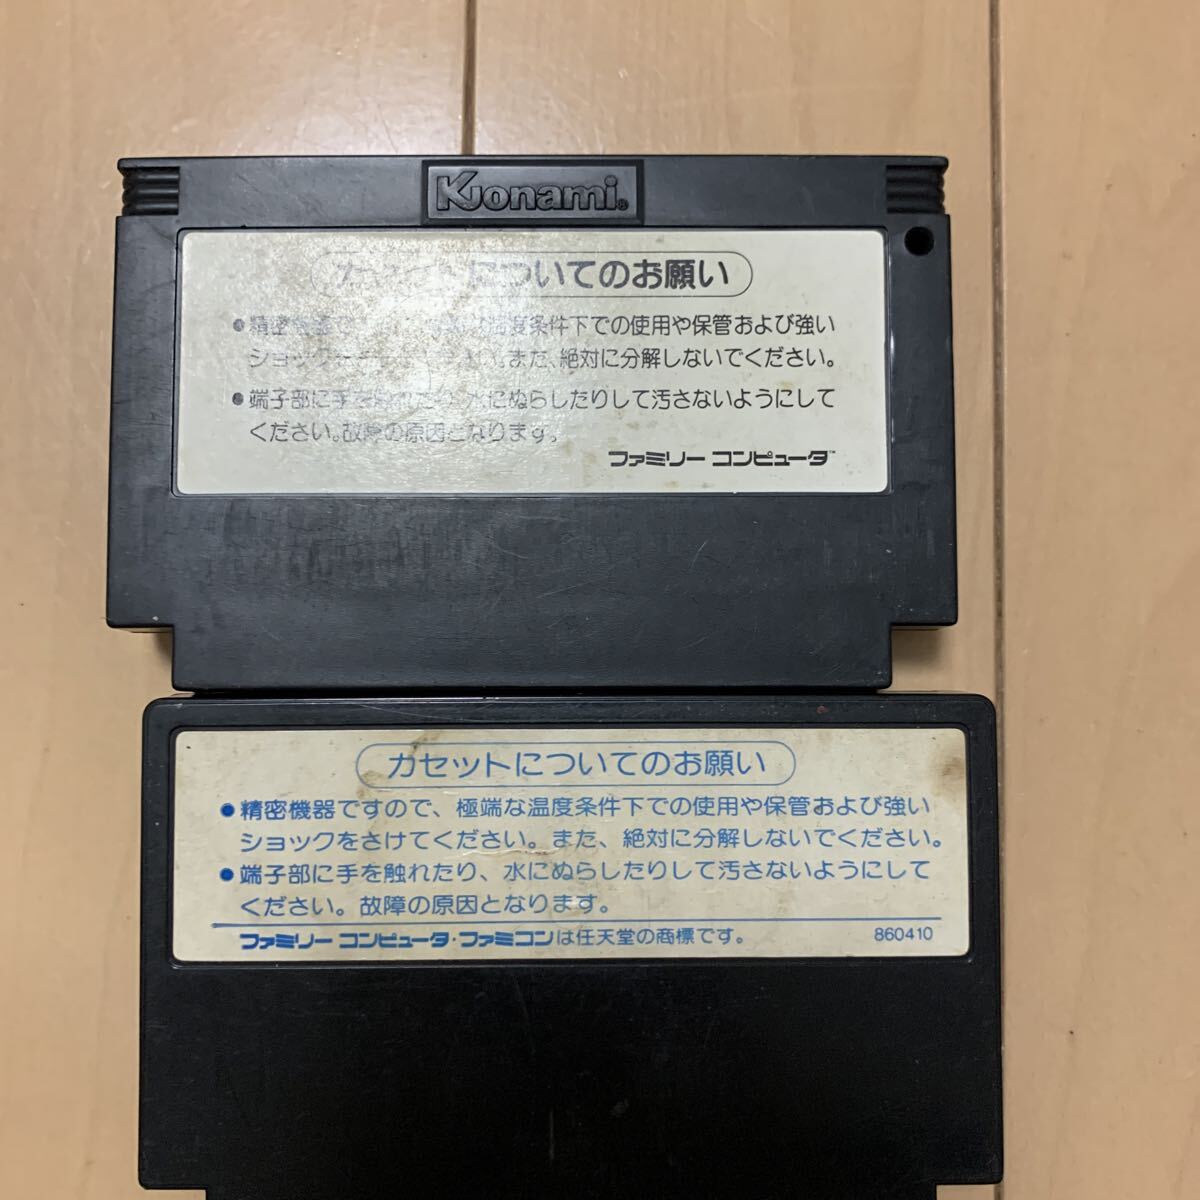 Konami®
についてのお願い
●精密機器で 温度条件下での使用や保管および強い
ショックを また、絶対に分解しないでください。
●端子部に手を触れたり、水にぬらしたりして汚さないようにして
ください。故障の原因となります。
ファミリー コンピュータ™
カセットについてのお願い
●精密機器ですので、極端な温度条件下での使用や保管および強い
ショックをさけてください。また、絶対に分解しないでください。
●端子部に手を触れたり、水にぬらしたりして汚さないようにして
ください。故障の原因となります。
ファミリー コンピュータ・ファミコンは任天堂の商標です。 860410